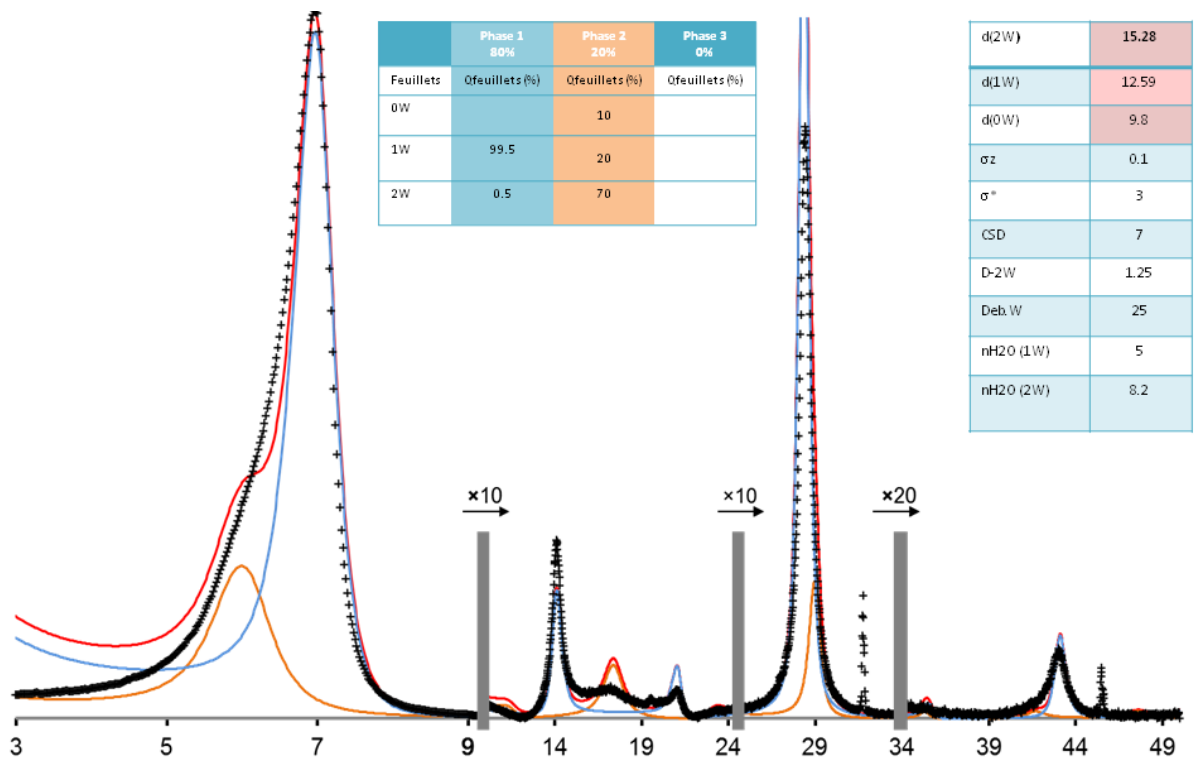 Phase 1 Phase 2 Phase 3
80% 20% 0%
Feuillets Qfeuillets (%) Qfeuillets (%) Qfeuillets (%)
0W 10
1W 99.5 20
2W 0.5 70
d(2W) 15.28
d(1W) 12.59
d(0W) 9.8
σz 0.1
σ* 3
CSD 7
D-2W 1.25
Deb. W 25
nH2O (1W) 5
nH2O (2W) 8.2
×10 ×10 ×20
3 5 7 9 14 19 24 29 34 39 44 49